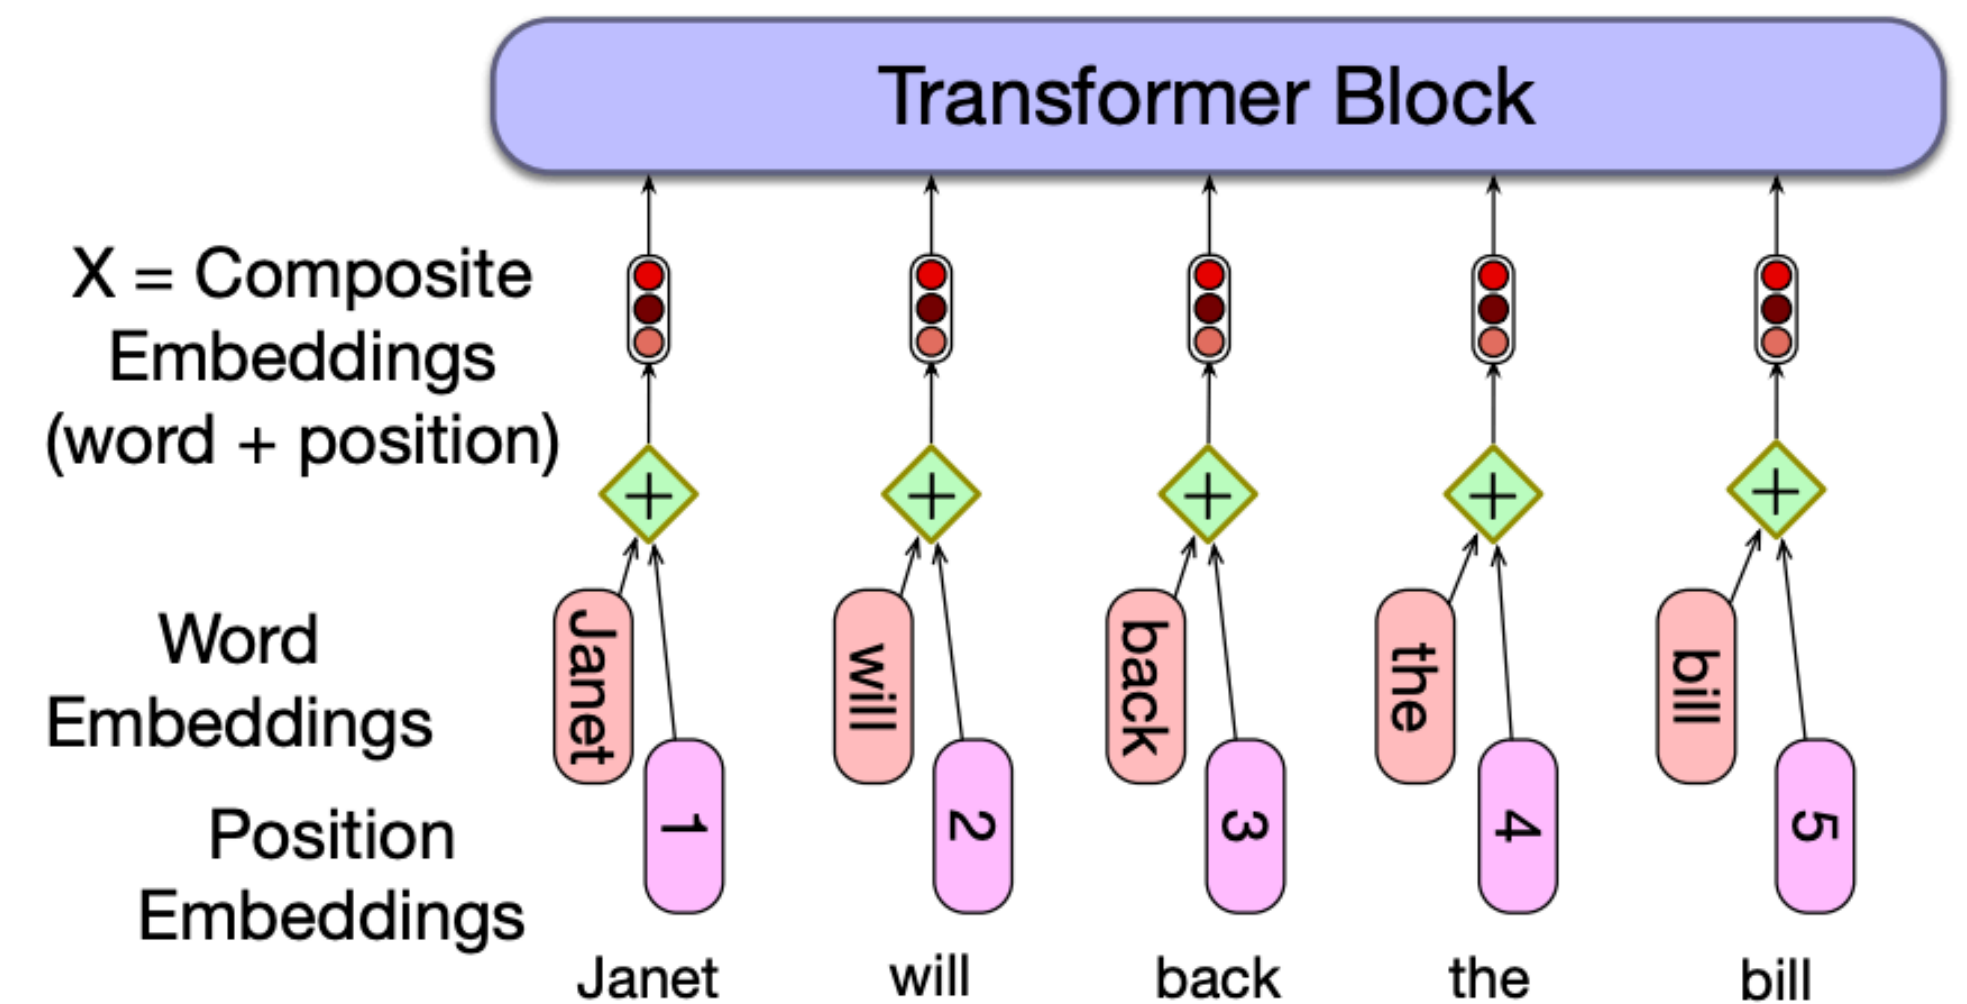 Transformer Block
X = Composite
Embeddings
(word + position)
+ + + + +
Word
Embeddings
Janet will back the bill
Position
Embeddings
1 2 3 4 5
Janet will back the bill